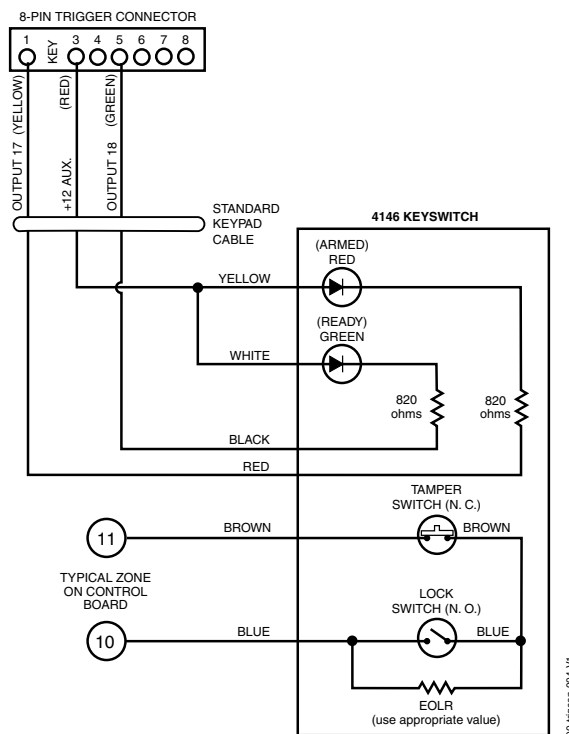 8-PIN TRIGGER CONNECTOR
1 KEY 3 4 5 6 7 8
OUTPUT 17 (YELLOW)
+12 AUX. (RED)
OUTPUT 18 (GREEN)
STANDARD
KEYPAD
CABLE
4146 KEYSWITCH
(ARMED)
RED
YELLOW
(READY)
GREEN
WHITE
820
ohms
820
ohms
BLACK
RED
TAMPER
SWITCH (N. C.)
BROWN
BROWN
11
TYPICAL ZONE
ON CONTROL
BOARD
LOCK
SWITCH (N. O.)
10
BLUE
BLUE
EOLR
(use appropriate value)